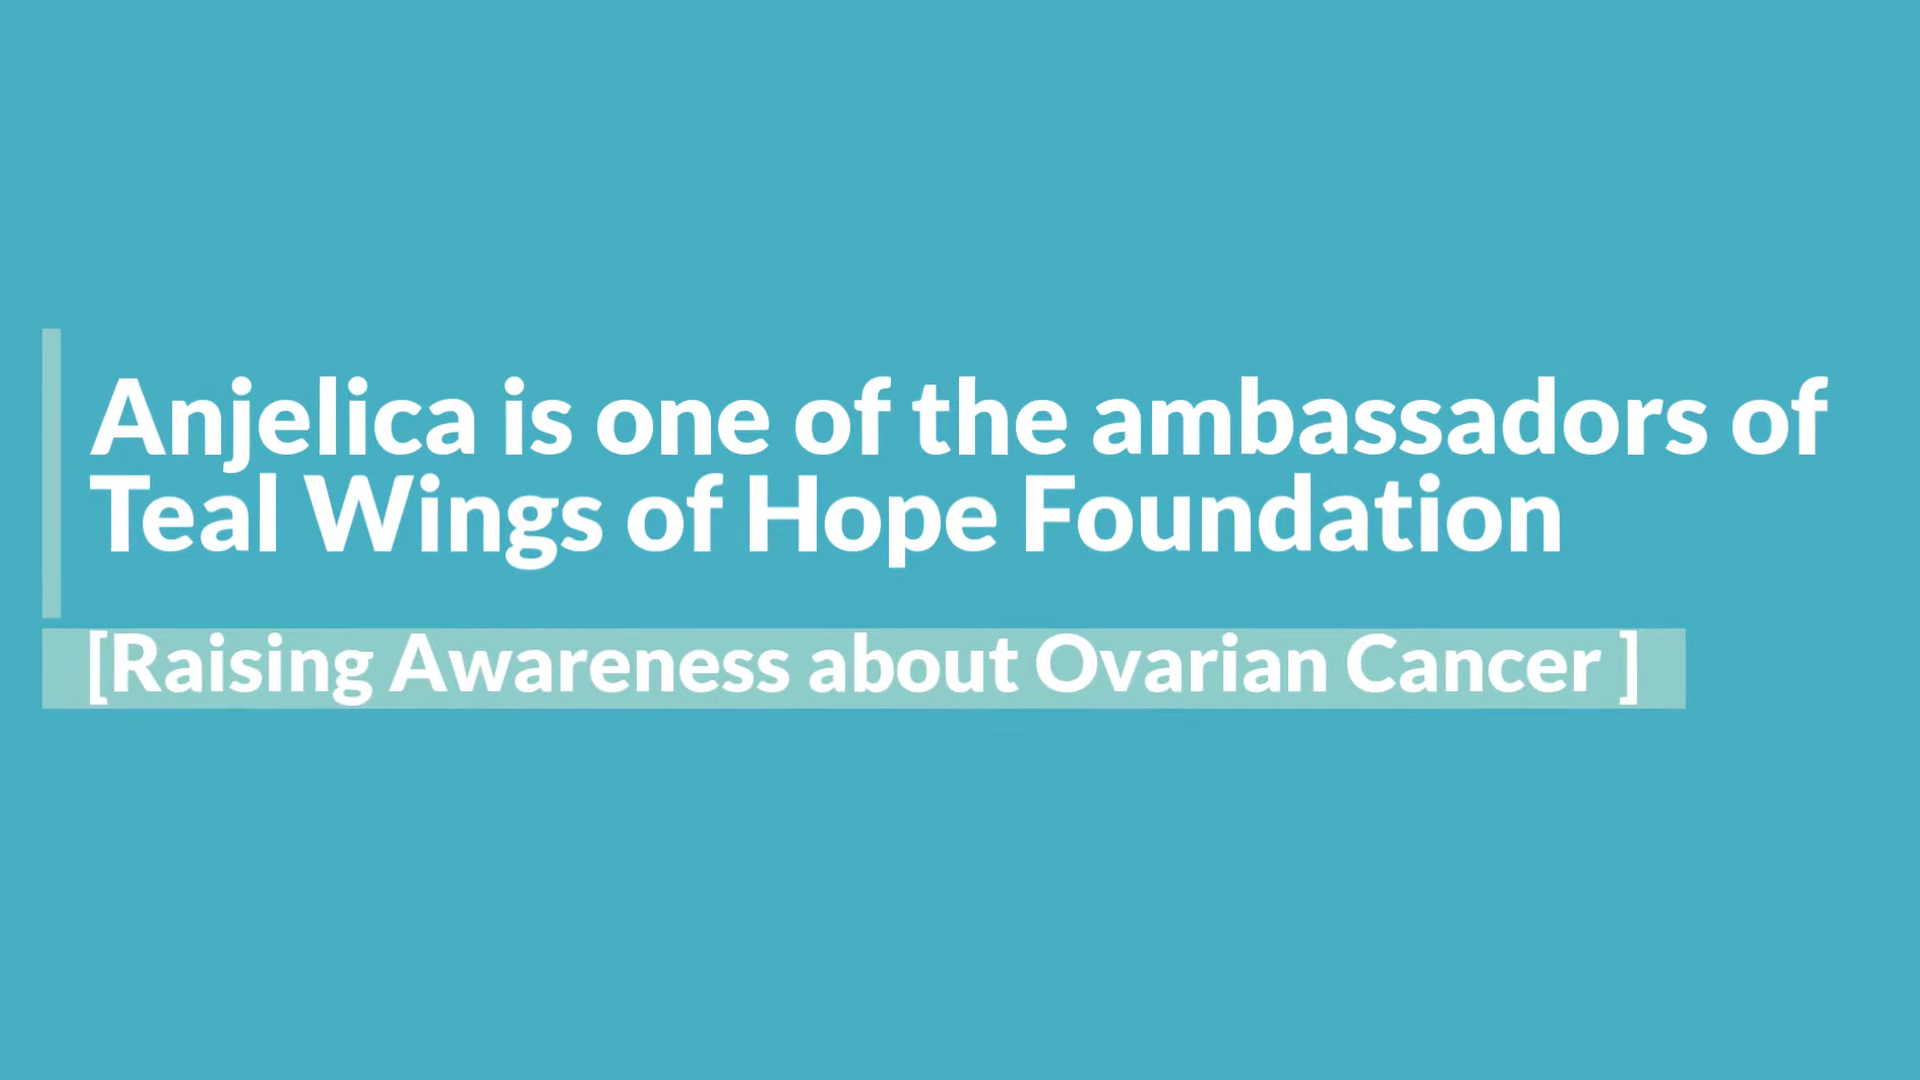 Anjelica is one of the ambassadors of
Teal Wings of Hope Foundation
[Raising Awareness about Ovarian Cancer ]